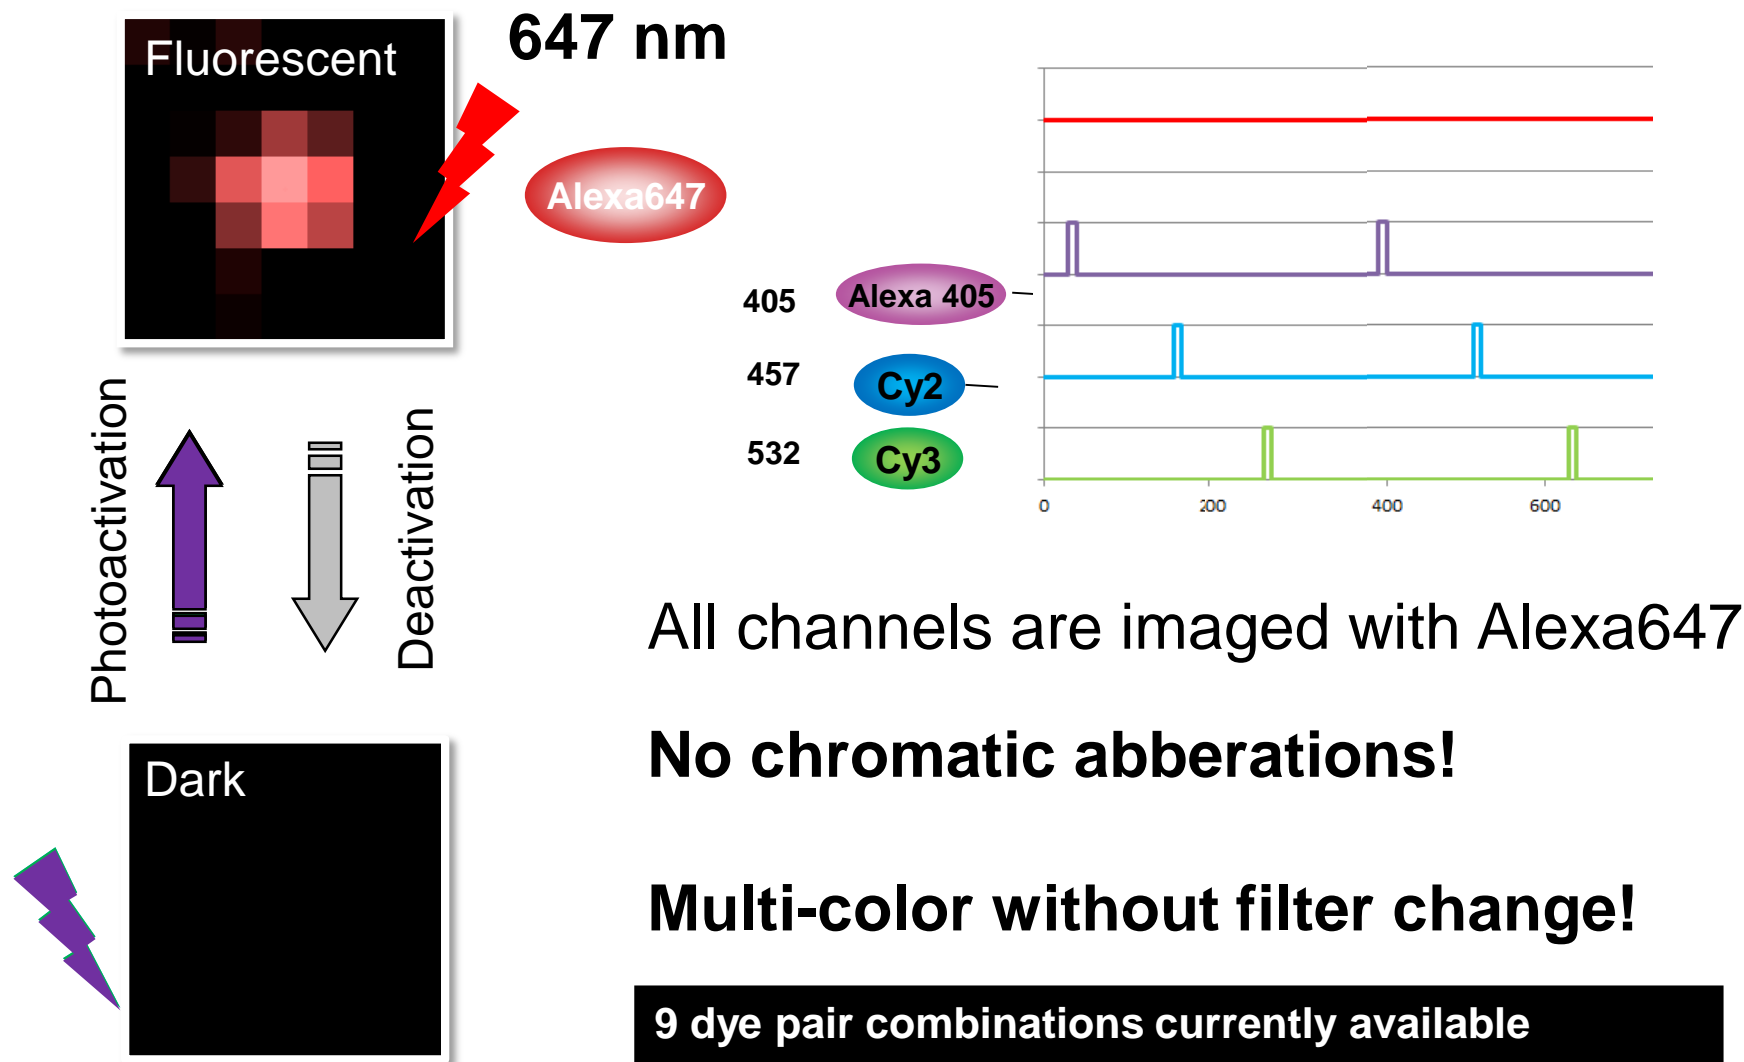 Fluorescent
647 nm
Alexa647
Photoactivation
Deactivation
Dark
405
Alexa 405
457
Cy2
532
Cy3
0 200 400 600
All channels are imaged with Alexa647
No chromatic abberations!
Multi-color without filter change!
9 dye pair combinations currently available